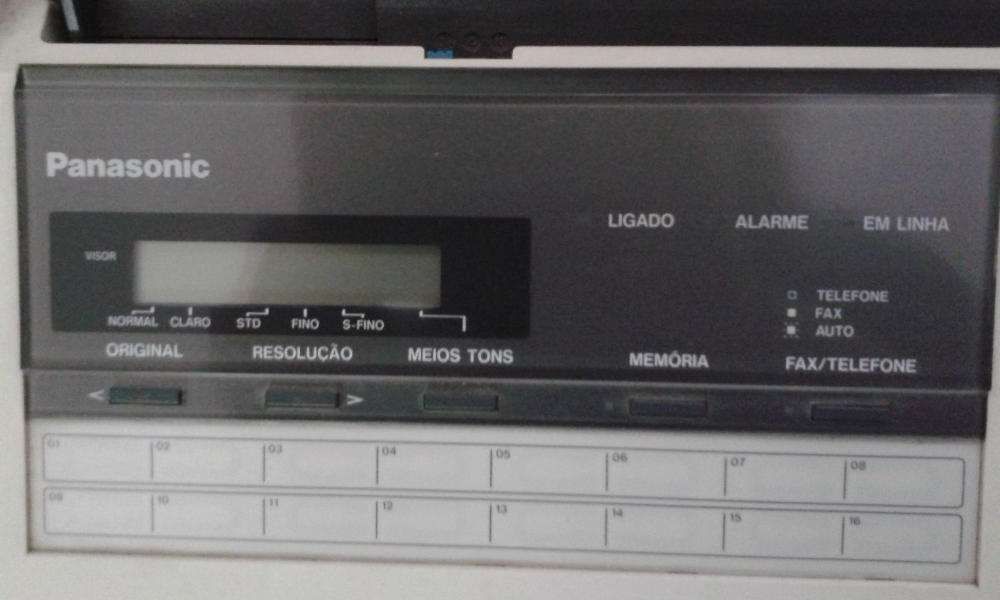 Panasonic
LIGADO ALARME EM LINHA
VISOR
NORMAL CLARO STD FINO S-FINO
TELEFONE
FAX
AUTO
ORIGINAL RESOLUÇÃO MEIOS TONS MEMÓRIA FAX/TELEFONE
< >
01 02 03 04 05 06 07 08
09 10 11 12 13 14 15 16